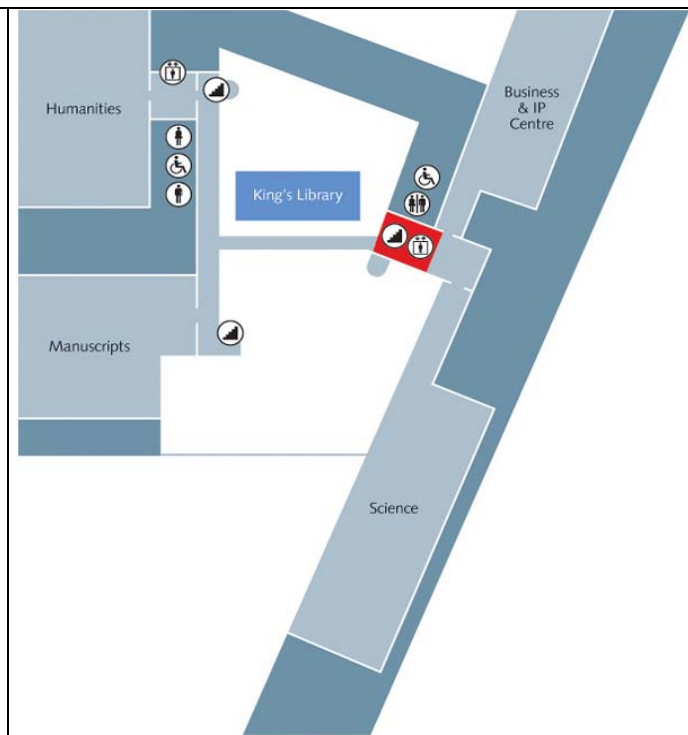 Humanities
Business
& IP
Centre
King's Library
Manuscripts
Science